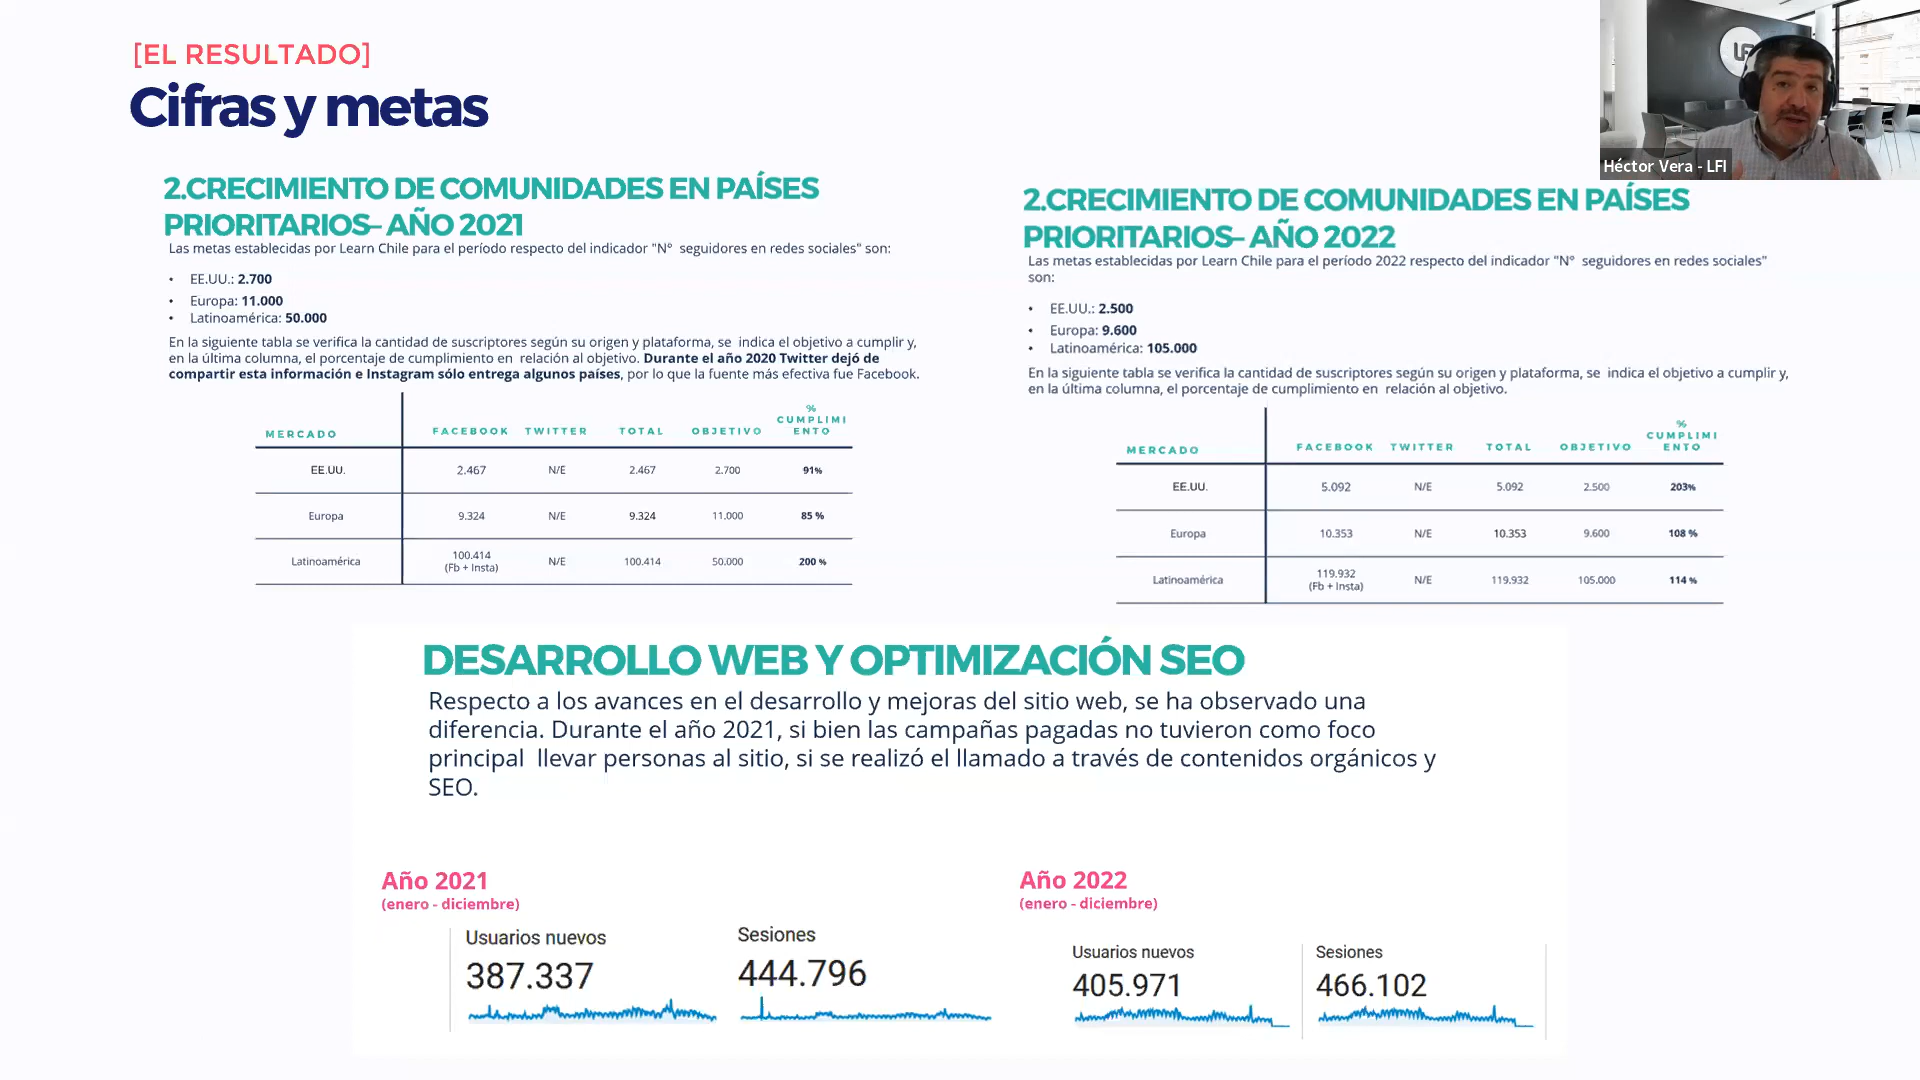 [EL RESULTADO]
Cifras y metas
LFI
Héctor Vera - LFI
2.CRECIMIENTO DE COMUNIDADES EN PAÍSES
PRIORITARIOS– AÑO 2021
Las metas establecidas por Learn Chile para el período respecto del indicador "N° seguidores en redes sociales" son:
• EE.UU.: 2.700
• Europa: 11.000
• Latinoamérica: 50.000
En la siguiente tabla se verifica la cantidad de suscriptores según su origen y plataforma, se indica el objetivo a cumplir y,
en la última columna, el porcentaje de cumplimiento en relación al objetivo. Durante el año 2020 Twitter dejó de
compartir esta información e Instagram sólo entrega algunos países, por lo que la fuente más efectiva fue Facebook.
MERCADO FACEBOOK TWITTER TOTAL OBJETIVO %
CUMPLIMI
ENTO
EE.UU. 2.467 N/E 2.467 2.700 91%
Europa 9.324 N/E 9.324 11.000 85 %
Latinoamérica 100.414
(Fb + Insta) N/E 100.414 50.000 200 %
2.CRECIMIENTO DE COMUNIDADES EN PAÍSES
PRIORITARIOS– AÑO 2022
Las metas establecidas por Learn Chile para el período 2022 respecto del indicador "N° seguidores en redes sociales"
son:
• EE.UU.: 2.500
• Europa: 9.600
• Latinoamérica: 105.000
En la siguiente tabla se verifica la cantidad de suscriptores según su origen y plataforma, se indica el objetivo a cumplir y,
en la última columna, el porcentaje de cumplimiento en relación al objetivo.
MERCADO FACEBOOK TWITTER TOTAL OBJETIVO %
CUMPLIMI
ENTO
EE.UU. 5.092 N/E 5.092 2.500 203%
Europa 10.353 N/E 10.353 9.600 108 %
Latinoamérica 119.932
(Fb + Insta) N/E 119.932 105.000 114 %
DESARROLLO WEB Y OPTIMIZACIÓN SEO
Respecto a los avances en el desarrollo y mejoras del sitio web, se ha observado una
diferencia. Durante el año 2021, si bien las campañas pagadas no tuvieron como foco
principal llevar personas al sitio, si se realizó el llamado a través de contenidos orgánicos y
SEO.
Año 2021
(enero - diciembre)
Usuarios nuevos
387.337
Sesiones
444.796
Año 2022
(enero - diciembre)
Usuarios nuevos
405.971
Sesiones
466.102